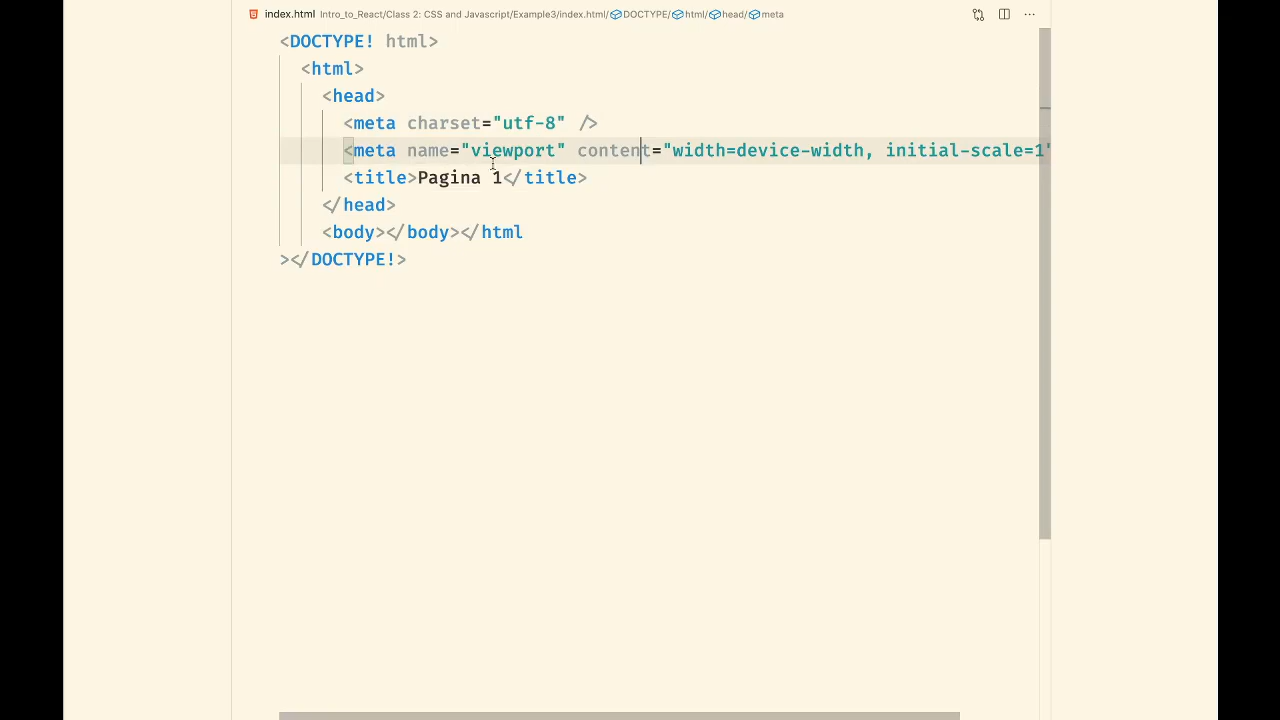 index.html Intro_to_React/Class 2: CSS and Javascript/Example3/index.html/DOCTYPE/html/head/meta
<DOCTYPE! html>
<html>
<head>
<meta charset="utf-8" />
<meta name="viewport" content="width=device-width, initial-scale=1"
<title>Pagina 1</title>
</head>
<body></body></html
></DOCTYPE!>